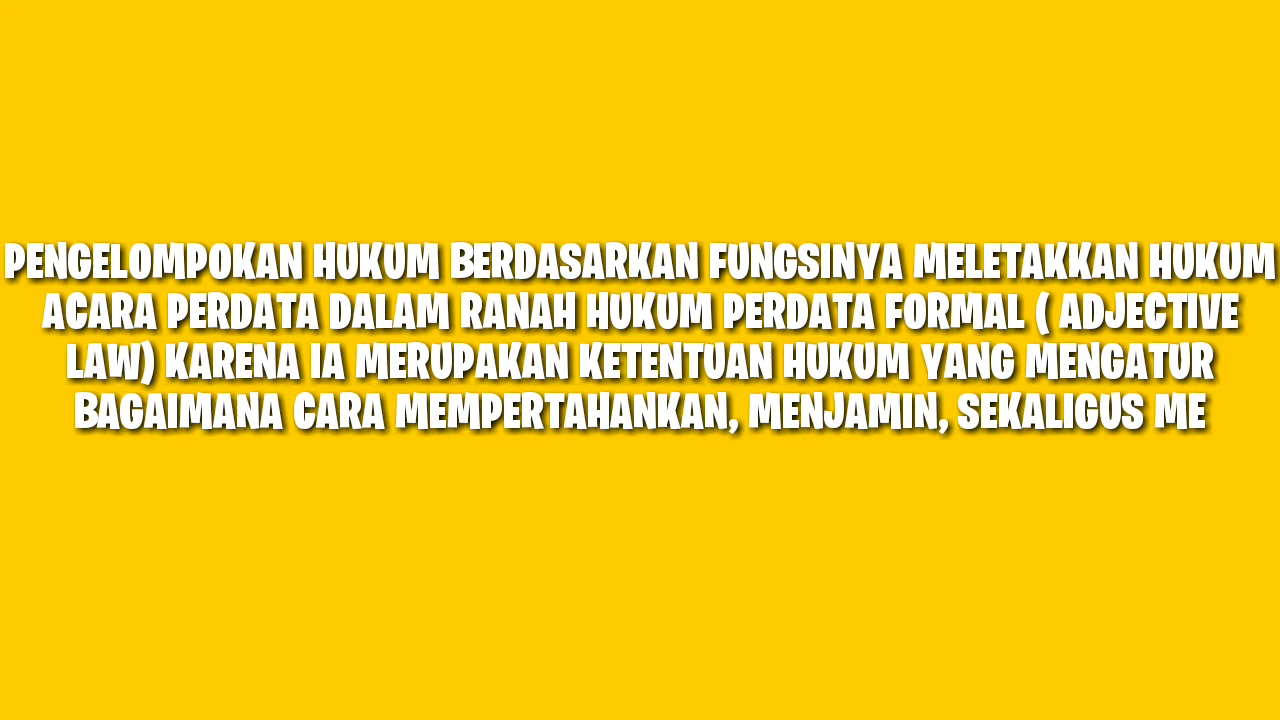 PENGELOMPOKAN HUKUM BERDASARKAN FUNGSINYA MELETAKKAN HUKUM
ACARA PERDATA DALAM RANAH HUKUM PERDATA FORMAL ( ADJECTIVE
LAW) KARENA IA MERUPAKAN KETENTUAN HUKUM YANG MENGATUR
BAGAIMANA CARA MEMPERTAHANKAN, MENJAMIN, SEKALIGUS ME